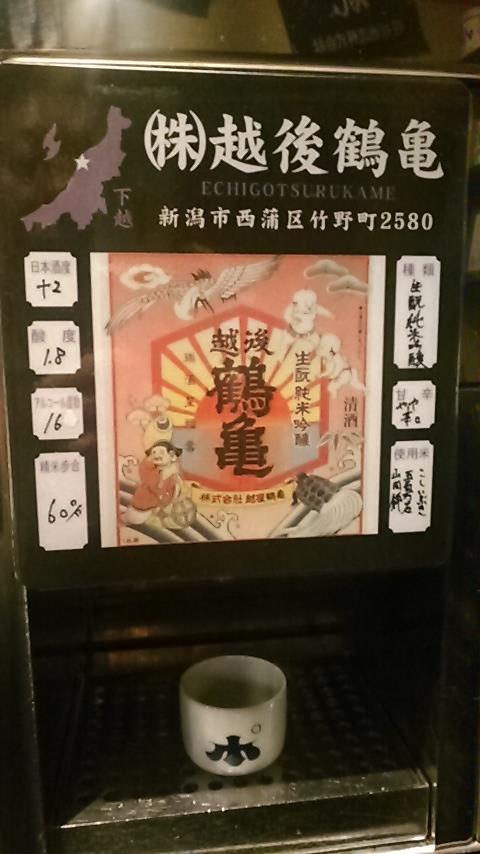 ㈱越後鶴亀
ECHIGOTSURUKAME
新潟市西蒲区竹野町2580
下越
日本酒度
+2
酸度
1.8
アルコール度数
16
精米歩合
60%
越後
鶴亀
生酛純米吟醸
清酒
株式会社越後鶴亀
種類
生酛純米吟醸
甘辛
やや辛口
使用米
こしいぶき
五百万石
山田錦